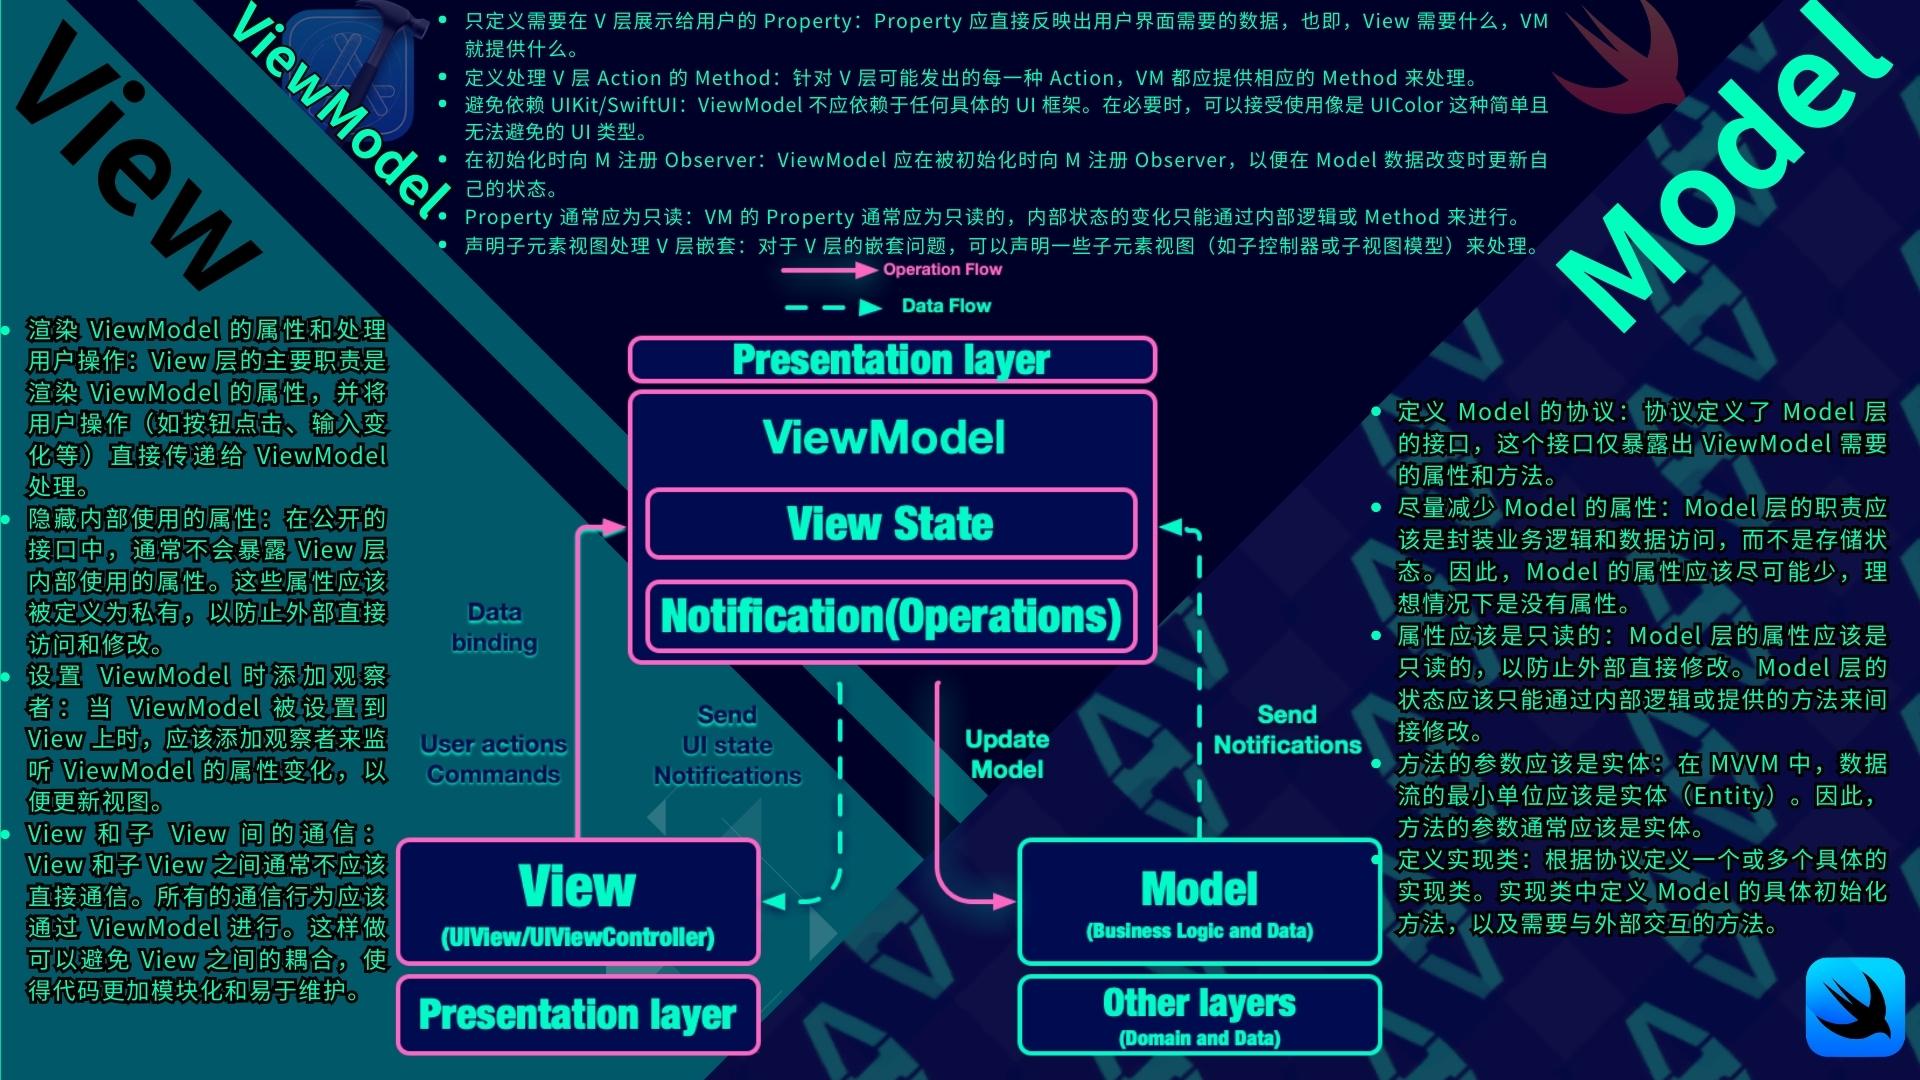 View
ViewModel
Model
只定义需要在 V 层展示给用户的 Property：Property 应直接反映出用户界面需要的数据，也即，View 需要什么，VM
就提供什么。
定义处理 V 层 Action 的 Method：针对 V 层可能发出的每一种 Action，VM 都应提供相应的 Method 来处理。
避免依赖 UIKit/SwiftUI：ViewModel 不应依赖于任何具体的 UI 框架。在必要时，可以接受使用像是 UIColor 这种简单且
无法避免的 UI 类型。
在初始化时向 M 注册 Observer：ViewModel 应在被初始化时向 M 注册 Observer，以便在 Model 数据改变时更新自
己的状态。
Property 通常应为只读：VM 的 Property 通常应为只读的，内部状态的变化只能通过内部逻辑或 Method 来进行。
声明子元素视图处理 V 层嵌套：对于 V 层的嵌套问题，可以声明一些子元素视图（如子控制器或子视图模型）来处理。
Operation Flow
Data Flow
渲染 ViewModel 的属性和处理
用户操作：View 层的主要职责是
渲染 ViewModel 的属性，并将
用户操作（如按钮点击、输入变
化等）直接传递给 ViewModel
处理。
隐藏内部使用的属性：在公开的
接口中，通常不会暴露 View 层
内部使用的属性。这些属性应该
被定义为私有，以防止外部直接
访问和修改。
设置 ViewModel 时添加观察
者：当 ViewModel 被设置到
View 上时，应该添加观察者来监
听 ViewModel 的属性变化，以
便更新视图。
View 和子 View 间的通信：
View 和子 View 之间通常不应该
直接通信。所有的通信行为应该
通过 ViewModel 进行。这样做
可以避免 View 之间的耦合，使
得代码更加模块化和易于维护。
Presentation layer
ViewModel
View State
Notification(Operations)
Data
binding
User actions
Commands
Send
UI state
Notifications
Update
Model
Send
Notifications
View
(UIView/UIViewController)
Presentation layer
Model
(Business Logic and Data)
Other layers
(Domain and Data)
定义 Model 的协议：协议定义了 Model 层
的接口，这个接口仅暴露出 ViewModel 需要
的属性和方法。
尽量减少 Model 的属性：Model 层的职责应
该是封装业务逻辑和数据访问，而不是存储状
态。因此，Model 的属性应该尽可能少，理
想情况下是没有属性。
属性应该是只读的：Model 层的属性应该是
只读的，以防止外部直接修改。Model 层的
状态应该只能通过内部逻辑或提供的方法来间
接修改。
方法的参数应该是实体：在 MVVM 中，数据
流的最小单位应该是实体（Entity）。因此，
方法的参数通常应该是实体。
定义实现类：根据协议定义一个或多个具体的
实现类。实现类中定义 Model 的具体初始化
方法，以及需要与外部交互的方法。